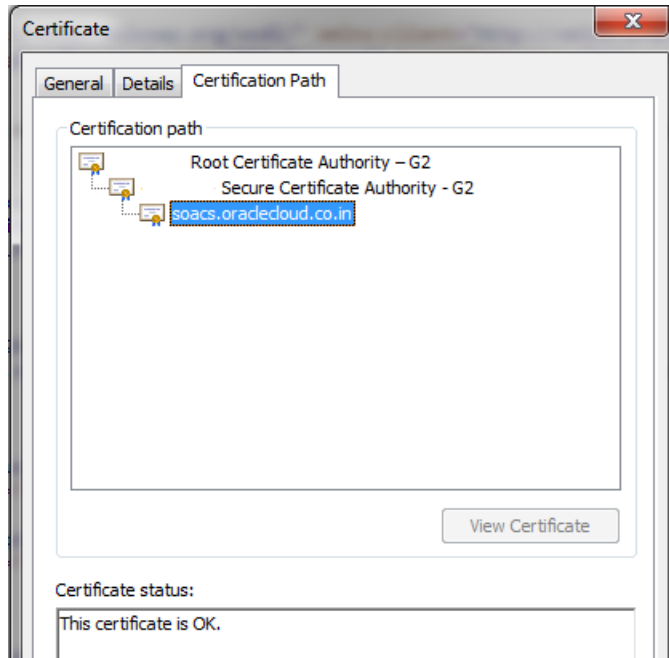 Certificate
General Details Certification Path
Certification path
Root Certificate Authority – G2
Secure Certificate Authority - G2
soacs.oraclecloud.co.in
View Certificate
Certificate status:
This certificate is OK.